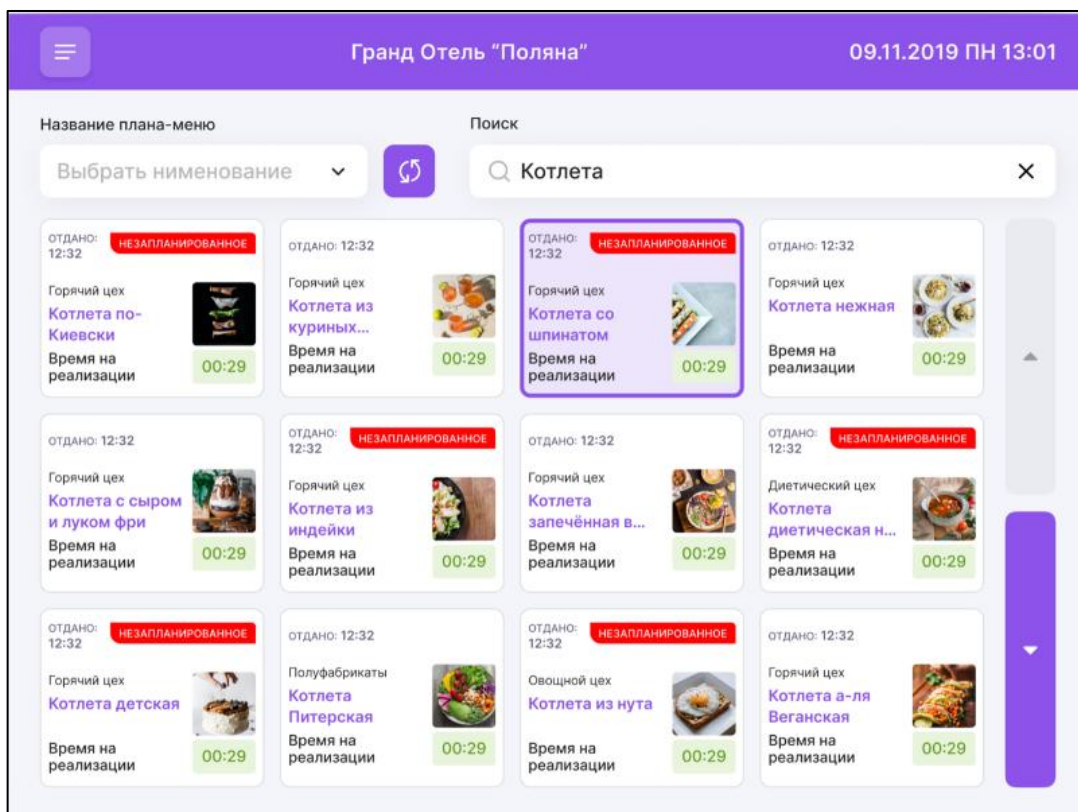 Гранд Отель “Поляна”
09.11.2019 ПН 13:01
Название плана-меню
Поиск
Выбрать нименование
Котлета
ОТДАНО:
12:32
НЕЗАПЛАНИРОВАННОЕ
Горячий цех
Котлета по-
Киевски
Время на
реализации
00:29
ОТДАНО: 12:32
Горячий цех
Котлета из
куриных...
Время на
реализации
00:29
ОТДАНО:
12:32
НЕЗАПЛАНИРОВАННОЕ
Горячий цех
Котлета со
шпинатом
Время на
реализации
00:29
ОТДАНО: 12:32
Горячий цех
Котлета нежная
Время на
реализации
00:29
ОТДАНО: 12:32
Горячий цех
Котлета с сыром
и луком фри
Время на
реализации
00:29
ОТДАНО:
12:32
НЕЗАПЛАНИРОВАННОЕ
Горячий цех
Котлета из
индейки
Время на
реализации
00:29
ОТДАНО: 12:32
Горячий цех
Котлета
запечённая в...
Время на
реализации
00:29
ОТДАНО:
12:32
НЕЗАПЛАНИРОВАННОЕ
Диетический цех
Котлета
диетическая н...
Время на
реализации
00:29
ОТДАНО:
12:32
НЕЗАПЛАНИРОВАННОЕ
Горячий цех
Котлета детская
Время на
реализации
00:29
ОТДАНО: 12:32
Полуфабрикаты
Котлета
Питерская
Время на
реализации
00:29
ОТДАНО:
12:32
НЕЗАПЛАНИРОВАННОЕ
Овощной цех
Котлета из нута
Время на
реализации
00:29
ОТДАНО: 12:32
Горячий цех
Котлета а-ля
Веганская
Время на
реализации
00:29